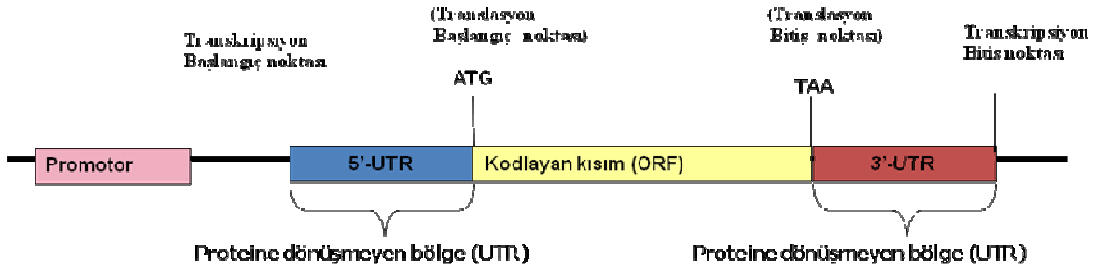 Transkripsiyon
Başlangıç noktası
(Translasyon
Başlangıç noktası)
(Translasyon
Bitiş noktası)
Transkripsiyon
Bitis noktası
ATG
TAA
Promotor
5'-UTR
Kodlayan kısım (ORF)
3'-UTR
Proteine dönüşmeyen bölge (UTR)
Proteine dönüşmeyen bölge (UTR)